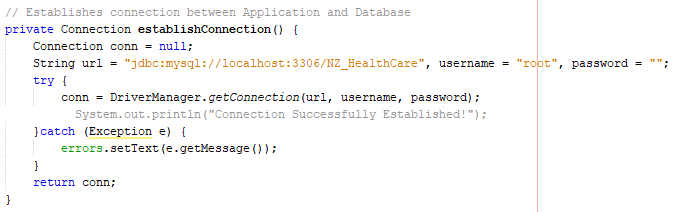 // Establishes connection between Application and Database
private Connection establishConnection() {
    Connection conn = null;
    String url = "jdbc:mysql://localhost:3306/NZ_HealthCare", username = "root", password = "";
    try {
        conn = DriverManager.getConnection(url, username, password);
          System.out.println("Connection Successfully Established!");
    }catch (Exception e) {
        errors.setText(e.getMessage());
    }
    return conn;
}